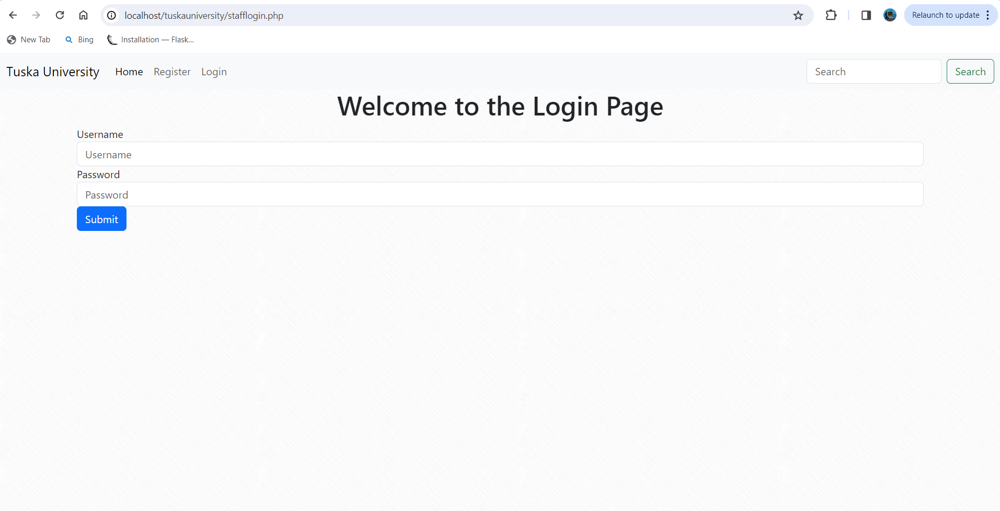 localhost/tuskauniversity/stafflogin.php
Relaunch to update
New Tab Bing Installation — Flask...
Tuska University Home Register Login Search Search
Welcome to the Login Page
Username
Username
Password
Password
Submit